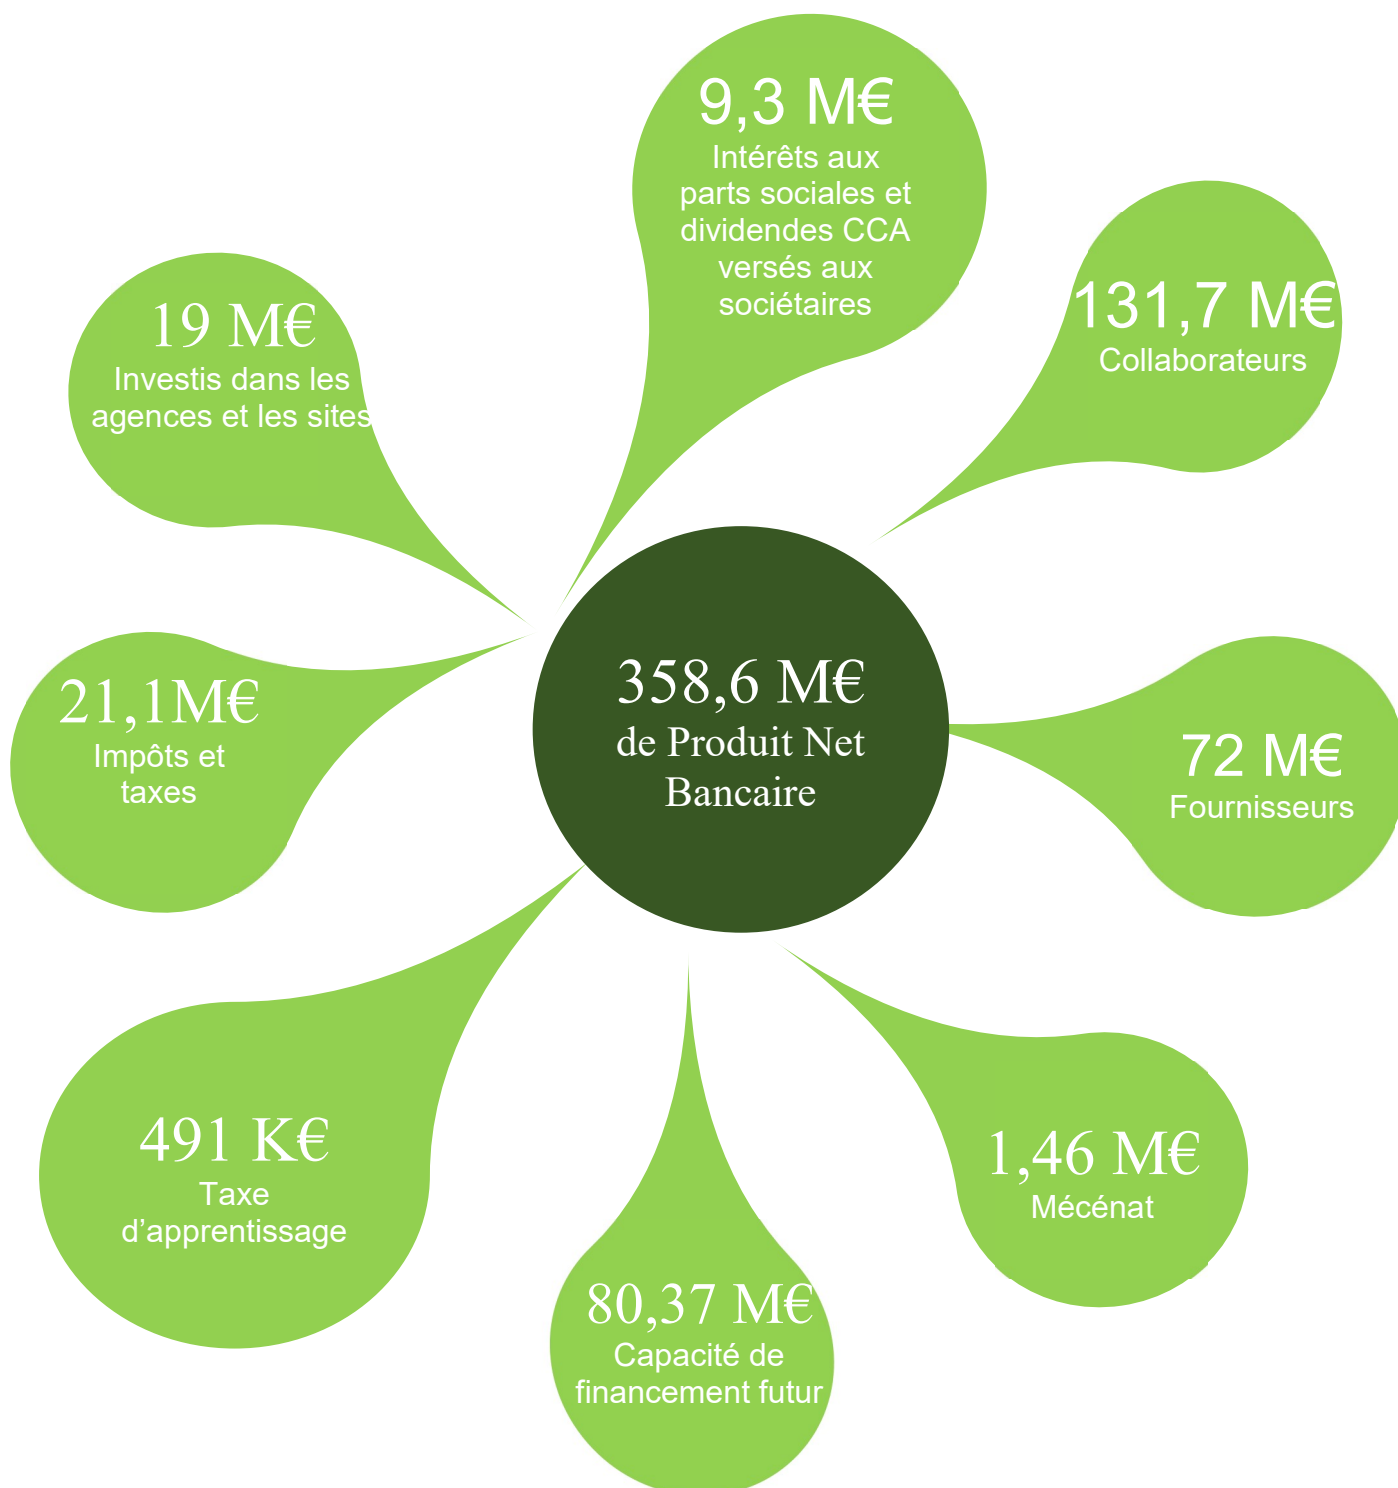 9,3 M€
Intérêts aux
parts sociales et
dividendes CCA
versés aux
sociétaires
131,7 M€
Collaborateurs
19 M€
Investis dans les
agences et les sites
358,6 M€
de Produit Net
Bancaire
21,1M€
Impôts et
taxes
72 M€
Fournisseurs
491 K€
Taxe
d’apprentissage
1,46 M€
Mécénat
80,37 M€
Capacité de
financement futur